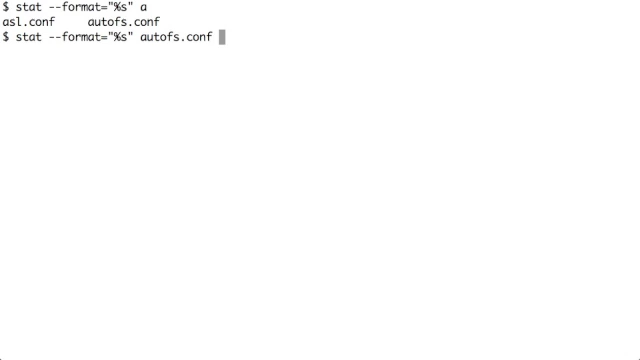 $ stat --format="%s" a
asl.conf     autofs.conf
$ stat --format="%s" autofs.conf